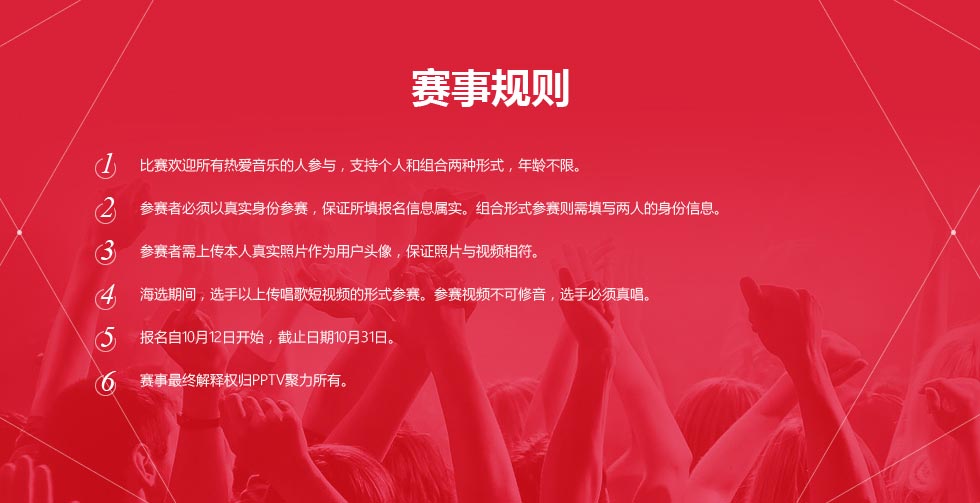 赛事规则
1 比赛欢迎所有热爱音乐的人参与，支持个人和组合两种形式，年龄不限。
2 参赛者必须以真实身份参赛，保证所填报名信息属实。组合形式参赛则需填写两人的身份信息。
3 参赛者需上传本人真实照片作为用户头像，保证照片与视频相符。
4 海选期间，选手以上传唱歌短视频的形式参赛。参赛视频不可修音，选手必须真唱。
5 报名自10月12日开始，截止日期10月31日。
6 赛事最终解释权归PPTV聚力所有。